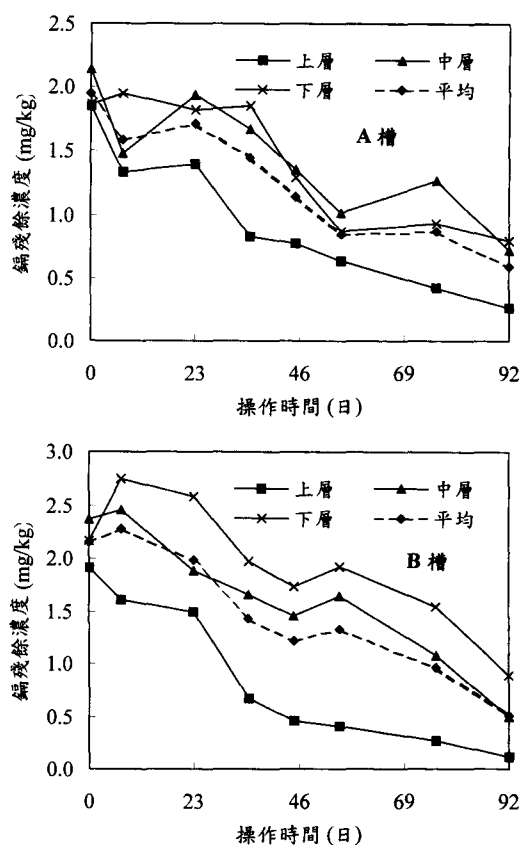 2.5
2.0
1.5
1.0
0.5
0.0
鎘殘餘濃度 (mg/kg)
上層
中層
下層
平均
A 槽
0 23 46 69 92
操作時間 (日)
3.0
2.5
2.0
1.5
1.0
0.5
0.0
鎘殘餘濃度 (mg/kg)
上層
中層
下層
平均
B 槽
0 23 46 69 92
操作時間 (日)